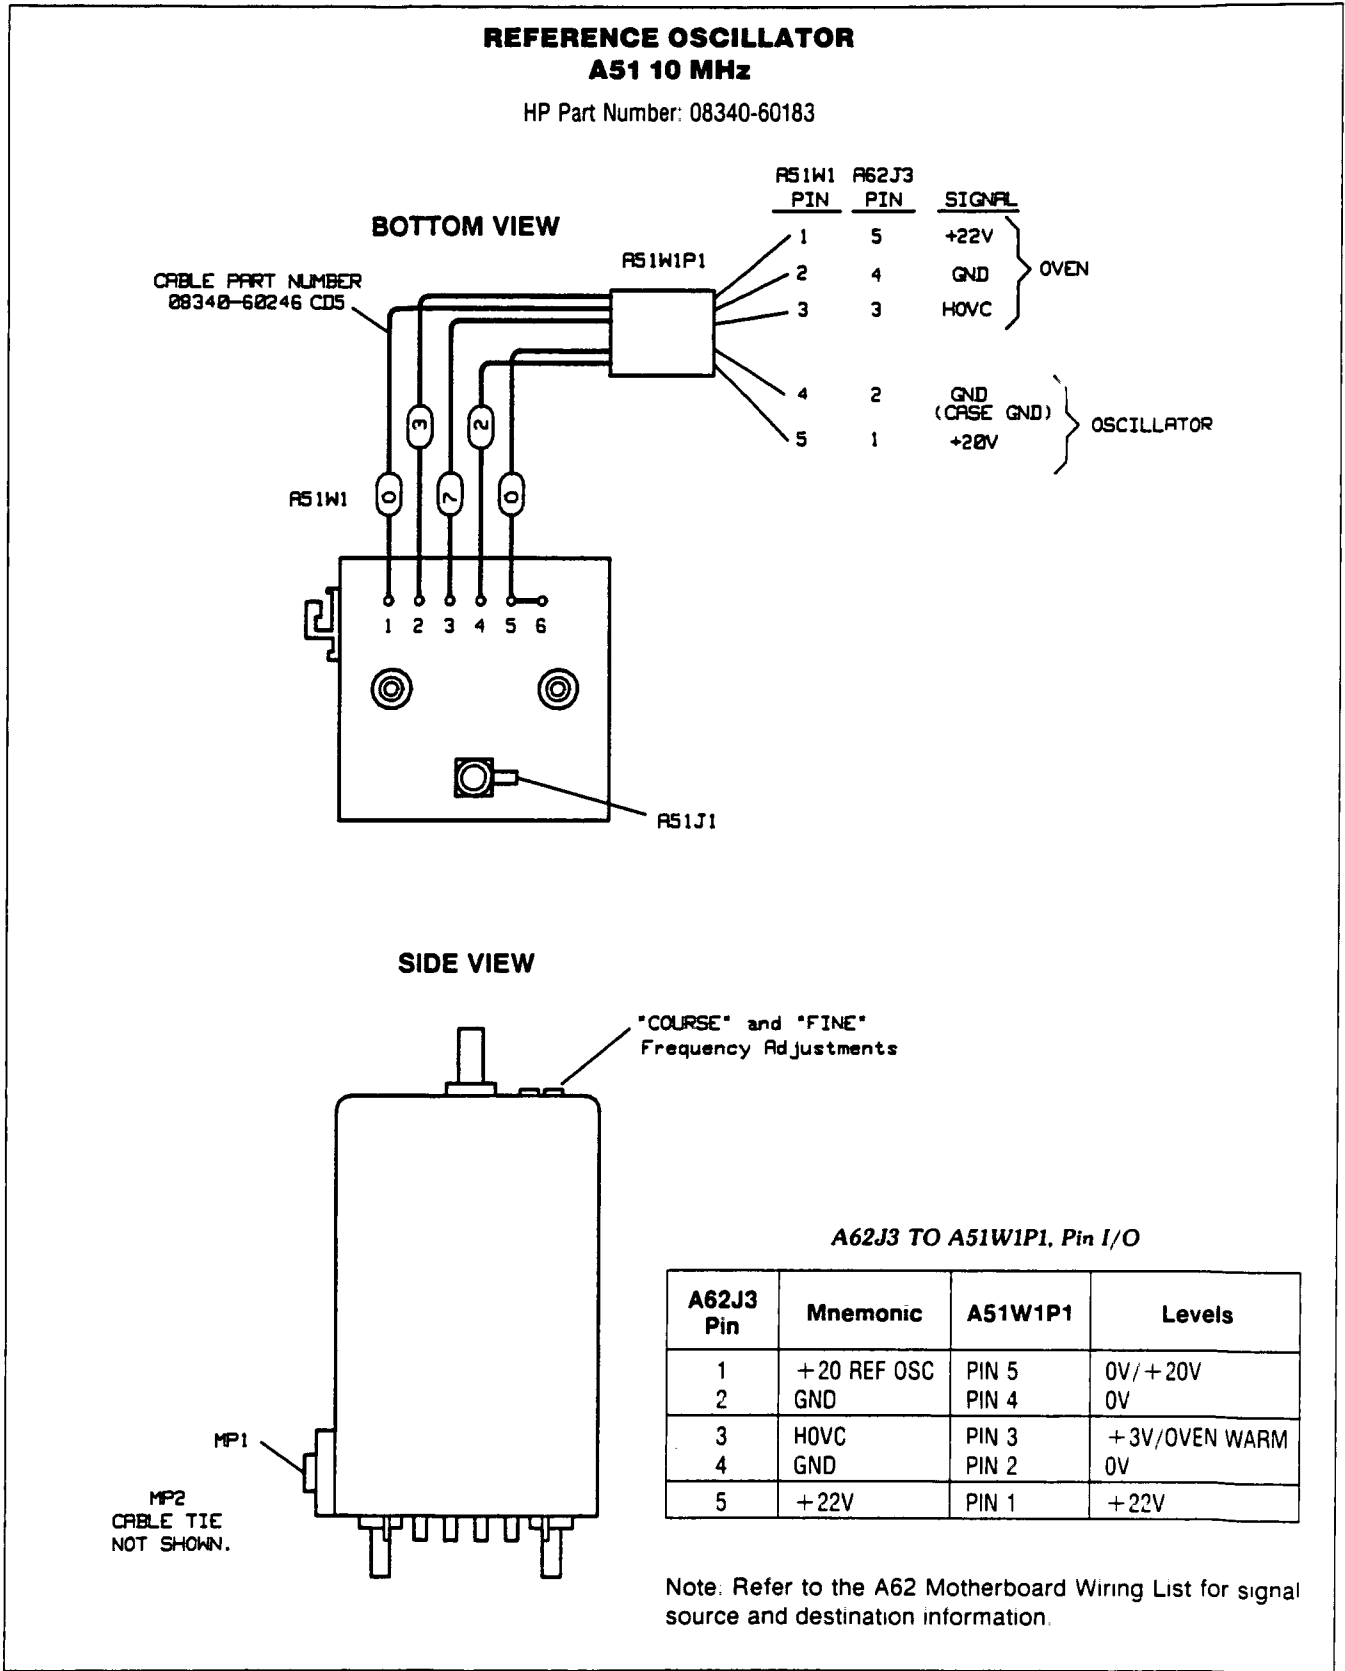 REFERENCE OSCILLATOR
A51 10 MHz
HP Part Number: 08340-60183
A51W1 A62J3
PIN PIN SIGNAL
BOTTOM VIEW
1 5 +22V
A51W1P1
2 4 GND
OVEN
CABLE PART NUMBER
08340-60246 CD5
3 3 HOVC
4 2 GND
(CASE GND)
OSCILLATOR
5 1 +20V
3 2
A51W1
0 7 0
1 2 3 4 5 6
A51J1
SIDE VIEW
"COURSE" and "FINE"
Frequency Adjustments
MP1
MP2
CABLE TIE
NOT SHOWN.
A62J3 TO A51W1P1, Pin I/O
A62J3 Pin Mnemonic A51W1P1 Levels
1 +20 REF OSC PIN 5 0V/+20V
2 GND PIN 4 0V
3 HOVC PIN 3 +3V/OVEN WARM
4 GND PIN 2 0V
5 +22V PIN 1 +22V
Note: Refer to the A62 Motherboard Wiring List for signal
source and destination information.